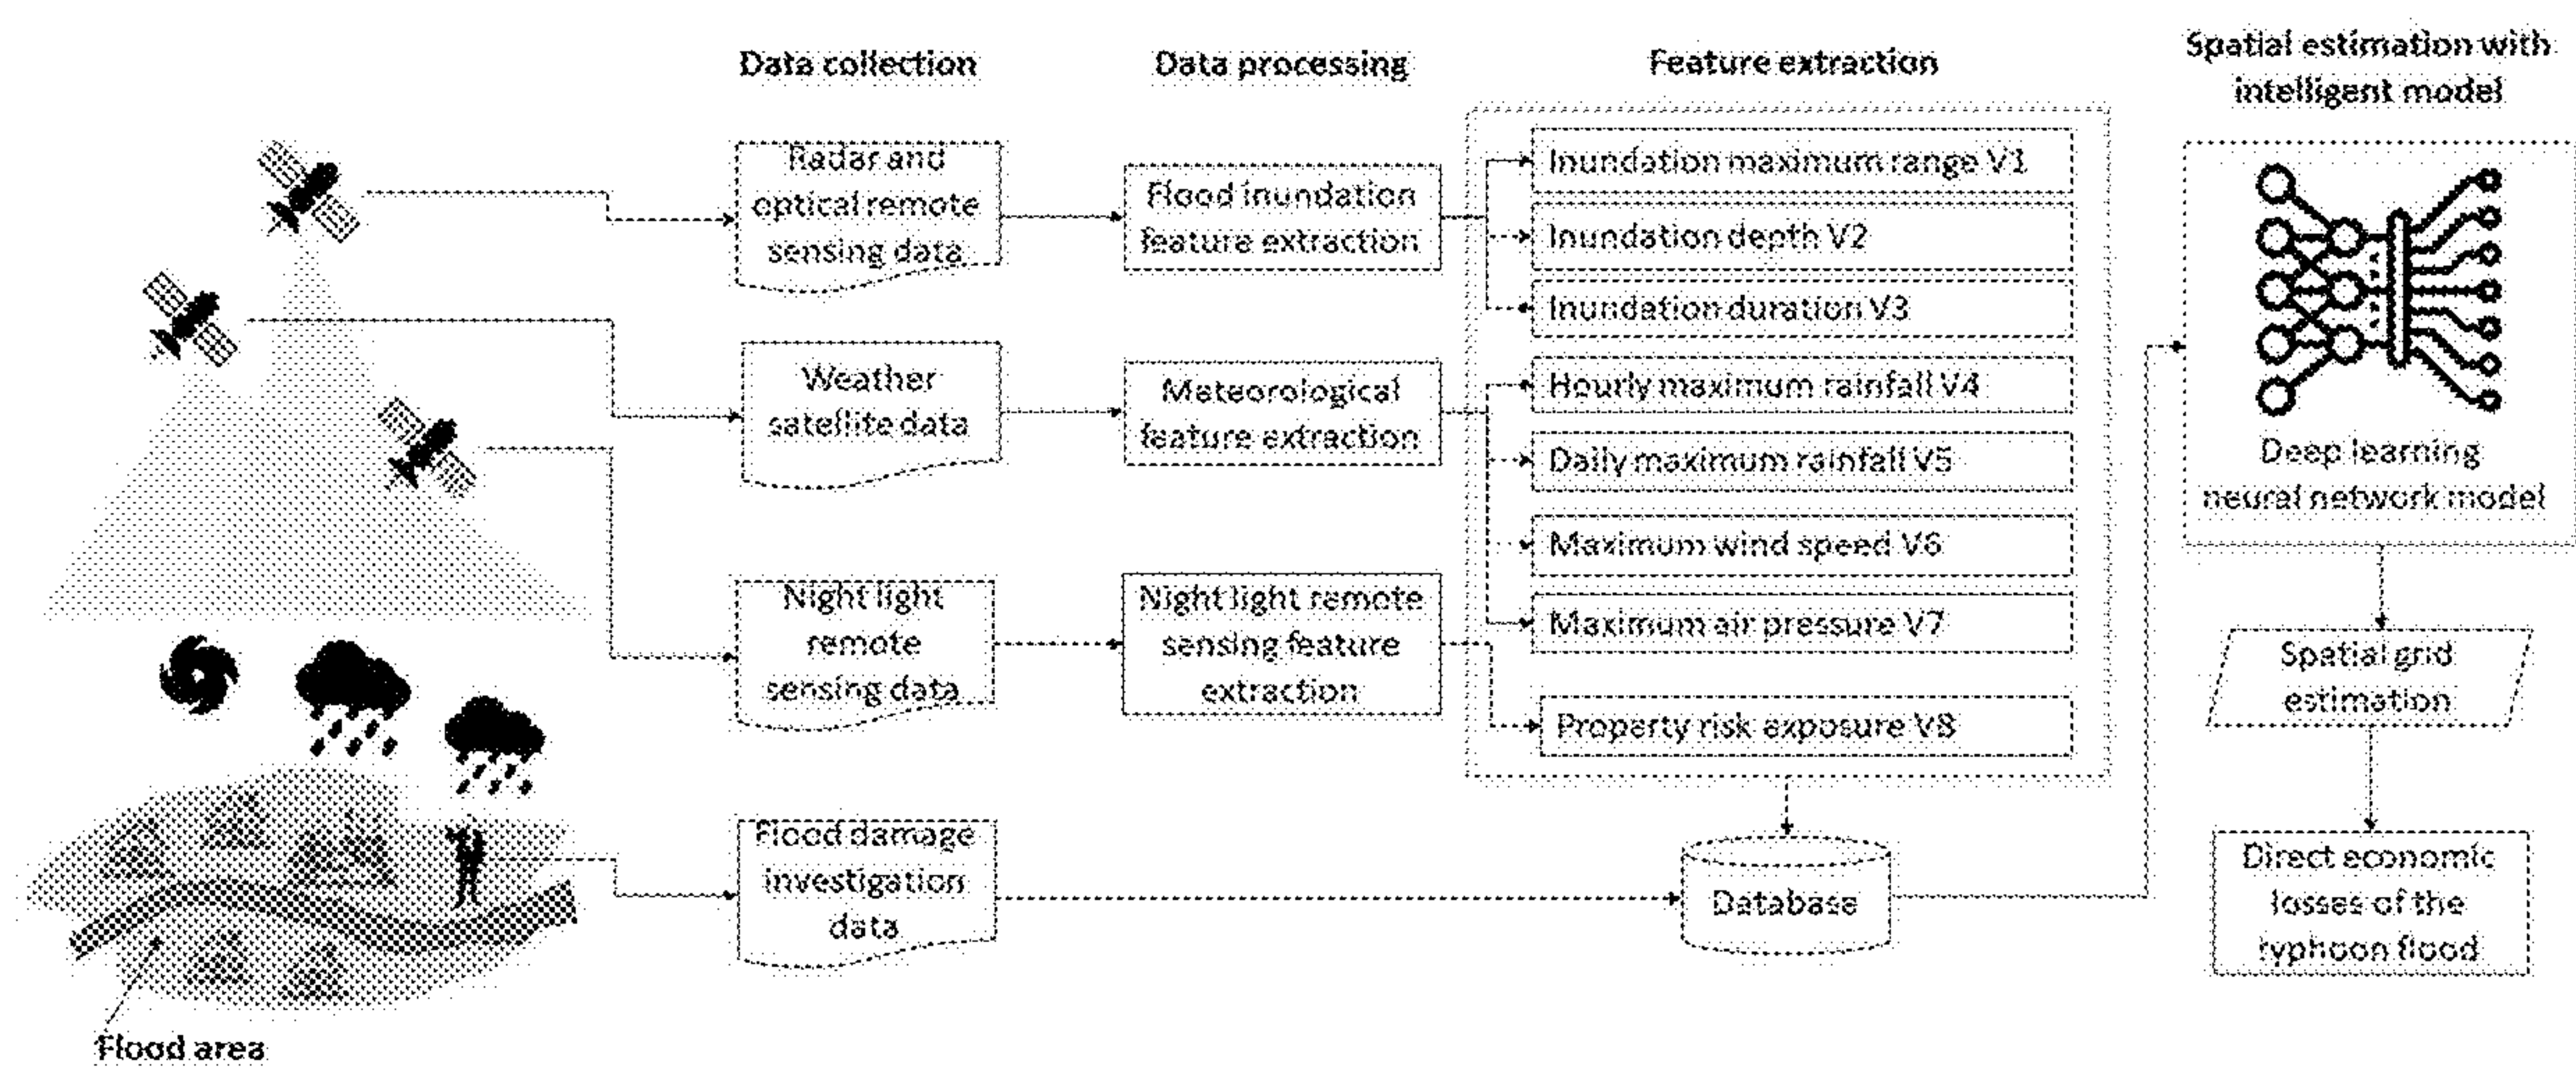 Data collection
Data processing
Feature extraction
Spatial estimation with
intelligent model
Radar and
optical remote
sensing data
Flood inundation
feature extraction
Inundation maximum range V1
Inundation depth V2
Inundation duration V3
Weather
satellite data
Meteorological
feature extraction
Hourly maximum rainfall V4
Daily maximum rainfall V5
Maximum wind speed V6
Maximum air pressure V7
Night light
remote
sensing data
Night light remote
sensing feature
extraction
Property risk exposure V8
Flood damage
investigation
data
Database
Deep learning
neural network model
Spatial grid
estimation
Direct economic
losses of the
typhoon flood
Flood area